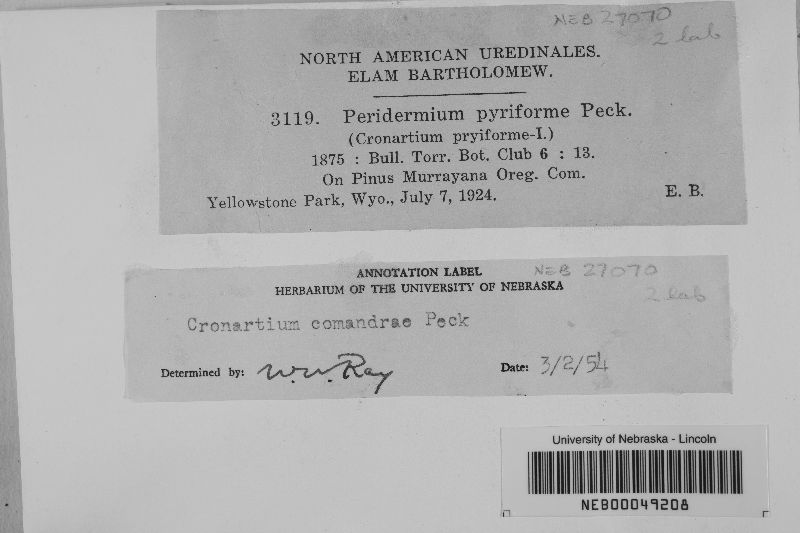 NEB 27070
2 lab
NORTH AMERICAN UREDINALES.
ELAM BARTHOLOMEW.
3119. Peridermium pyriforme Peck.
(Cronartium pryiforme-I.)
1875 : Bull. Torr. Bot. Club 6 : 13.
On Pinus Murrayana Oreg. Com.
Yellowstone Park, Wyo., July 7, 1924. E. B.
ANNOTATION LABEL NEB 27070
HERBARIUM OF THE UNIVERSITY OF NEBRASKA
2 lab
Cronartium comandrae Peck
Determined by: W.W. Ray Date: 3/2/54
University of Nebraska - Lincoln
NEB00049208